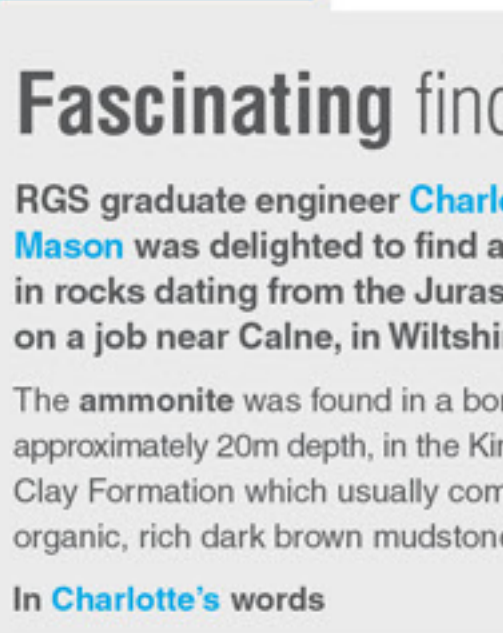 Fascinating
RGS graduate engineer
Mason was delighted to find a
in rocks dating from the
on a job near Calne, in
The ammonite was found in a
approximately 20m depth, in the
Clay Formation which usually
organic, rich dark brown
In Charlotte's words